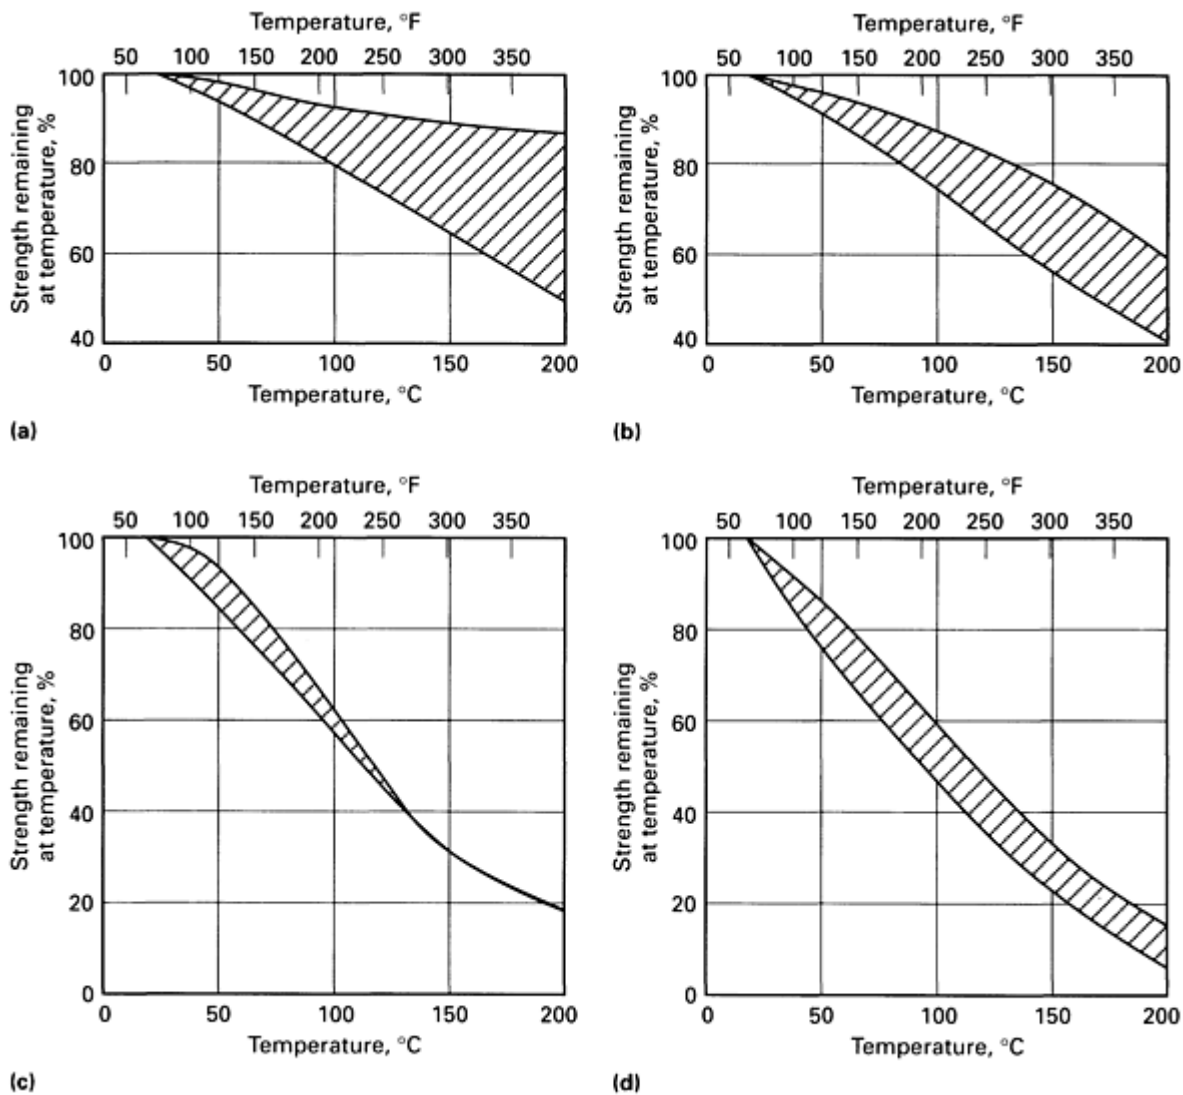 Temperature, °F
50 100 150 200 250 300 350
100
80
60
40
Strength remaining
at temperature, %
0 50 100 150 200
Temperature, °C
(a)
Temperature, °F
50 100 150 200 250 300 350
100
80
60
40
Strength remaining
at temperature, %
0 50 100 150 200
Temperature, °C
(b)
Temperature, °F
50 100 150 200 250 300 350
100
80
60
40
20
0
Strength remaining
at temperature, %
0 50 100 150 200
Temperature, °C
(c)
Temperature, °F
50 100 150 200 250 300 350
100
80
60
40
20
0
Strength remaining
at temperature, %
0 50 100 150 200
Temperature, °C
(d)